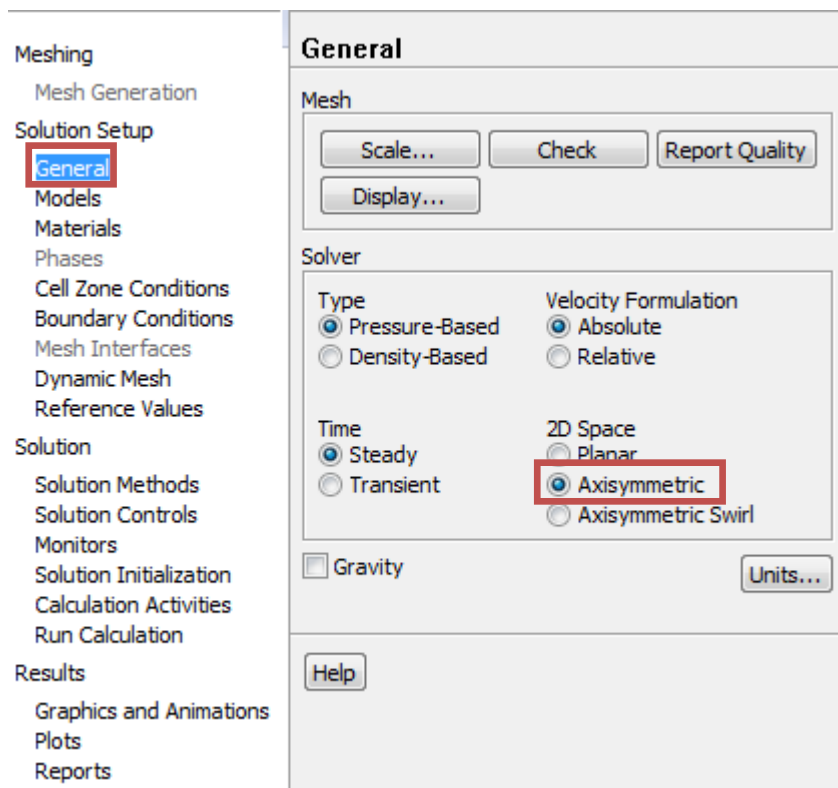 Meshing
Mesh Generation
Solution Setup
General
Models
Materials
Phases
Cell Zone Conditions
Boundary Conditions
Mesh Interfaces
Dynamic Mesh
Reference Values
Solution
Solution Methods
Solution Controls
Monitors
Solution Initialization
Calculation Activities
Run Calculation
Results
Graphics and Animations
Plots
Reports
General
Mesh
Scale... Check Report Quality
Display...
Solver
Type
Pressure-Based
Density-Based
Velocity Formulation
Absolute
Relative
Time
Steady
Transient
2D Space
Planar
Axisymmetric
Axisymmetric Swirl
Gravity
Units...
Help